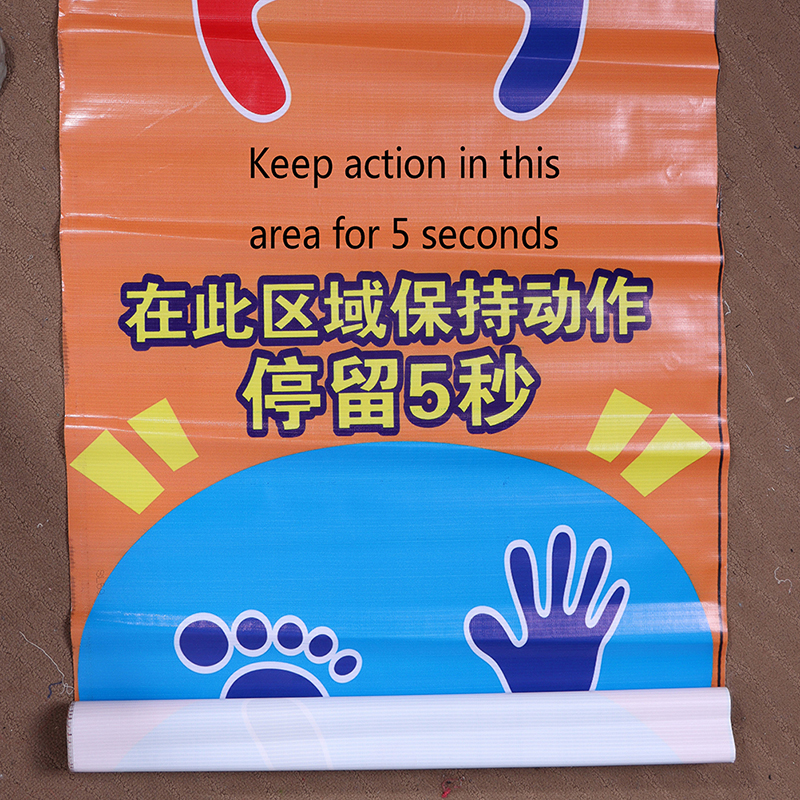 Keep action in this
area for 5 seconds
在此区域保持动作
停留5秒